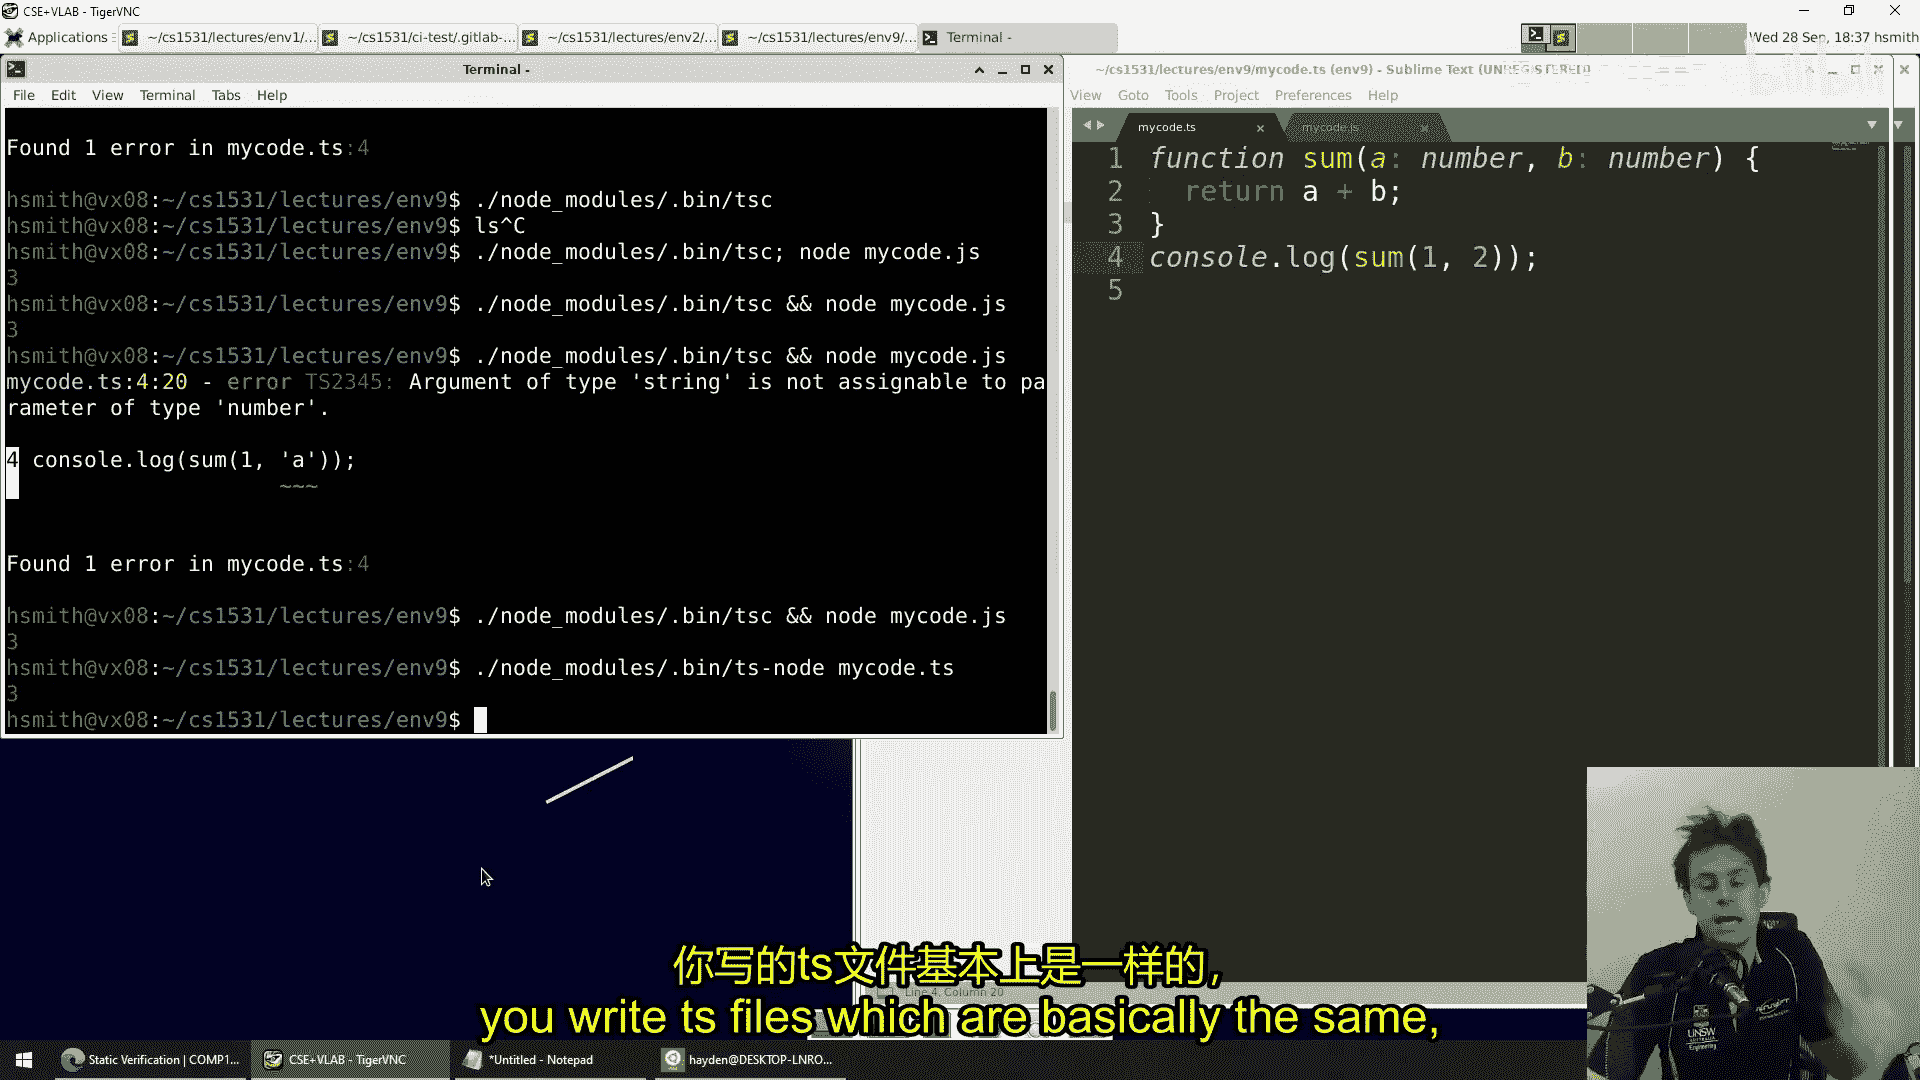 CSE+VLAB - TigerVNC
Applications
~/cs1531/lectures/env1/...
~/cs1531/ci-test/.gitlab-...
~/cs1531/lectures/env2/...
~/cs1531/lectures/env9/...
Terminal -
Wed 28 Sep, 18:37 hsmith
Terminal -
File Edit View Terminal Tabs Help
Found 1 error in mycode.ts:4
hsmith@vx08:~/cs1531/lectures/env9$ ./node_modules/.bin/tsc
hsmith@vx08:~/cs1531/lectures/env9$ ls^C
hsmith@vx08:~/cs1531/lectures/env9$ ./node_modules/.bin/tsc; node mycode.js
3
hsmith@vx08:~/cs1531/lectures/env9$ ./node_modules/.bin/tsc && node mycode.js
3
hsmith@vx08:~/cs1531/lectures/env9$ ./node_modules/.bin/tsc && node mycode.js
mycode.ts:4:20 - error TS2345: Argument of type 'string' is not assignable to pa
rameter of type 'number'.
4 console.log(sum(1, 'a'));
~~~
Found 1 error in mycode.ts:4
hsmith@vx08:~/cs1531/lectures/env9$ ./node_modules/.bin/tsc && node mycode.js
3
hsmith@vx08:~/cs1531/lectures/env9$ ./node_modules/.bin/ts-node mycode.ts
3
hsmith@vx08:~/cs1531/lectures/env9$
~/cs1531/lectures/env9/mycode.ts (env9) - Sublime Text (UNREGISTERED)
View Goto Tools Project Preferences Help
mycode.ts
mycode.js
1 function sum(a: number, b: number) {
2 return a + b;
3 }
4 console.log(sum(1, 2));
5
Line 4, Column 20
UNSW
Engineering
你写的ts文件基本上是一样的，
you write ts files which are basically the same,
Static Verification | COMP1...
CSE+VLAB - TigerVNC
*Untitled - Notepad
hayden@DESKTOP-LNRO...